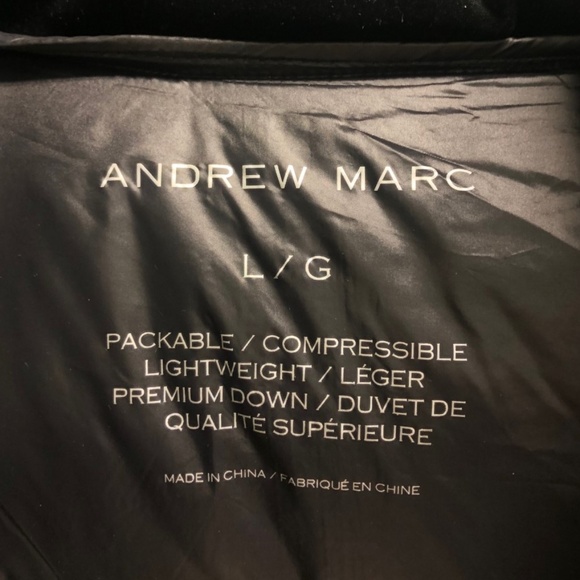 ANDREW MARC
L / G
PACKABLE / COMPRESSIBLE
LIGHTWEIGHT / LÉGER
PREMIUM DOWN / DUVET DE
QUALITÉ SUPÉRIEURE
MADE IN CHINA / FABRIQUÉ EN CHINE